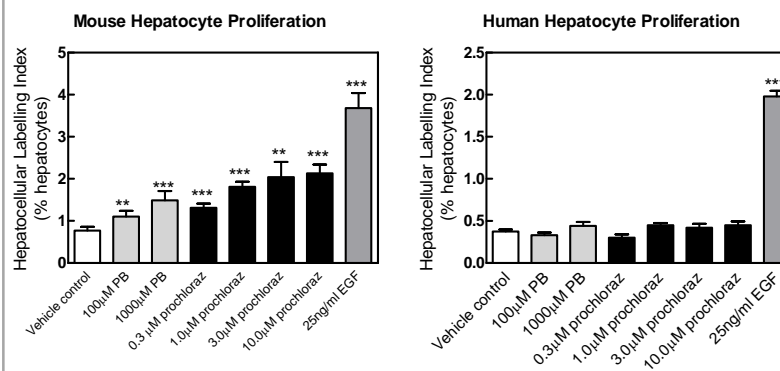 Mouse Hepatocyte Proliferation
Hepatocellular Labelling Index
(% hepatocytes)
5
4
3
2
1
0
**
***
***
***
**
***
***
Vehicle control
100μM PB
1000μM PB
0.3 μM prochloraz
1.0μM prochloraz
3.0μM prochloraz
10.0μM prochloraz
25ng/ml EGF
Human Hepatocyte Proliferation
Hepatocellular Labelling Index
(% hepatocytes)
2.5
2.0
1.5
1.0
0.5
0.0
**
Vehicle control
100μM PB
1000μM PB
0.3μM prochloraz
1.0μM prochloraz
3.0μM prochloraz
10.0μM prochloraz
25ng/ml EGF